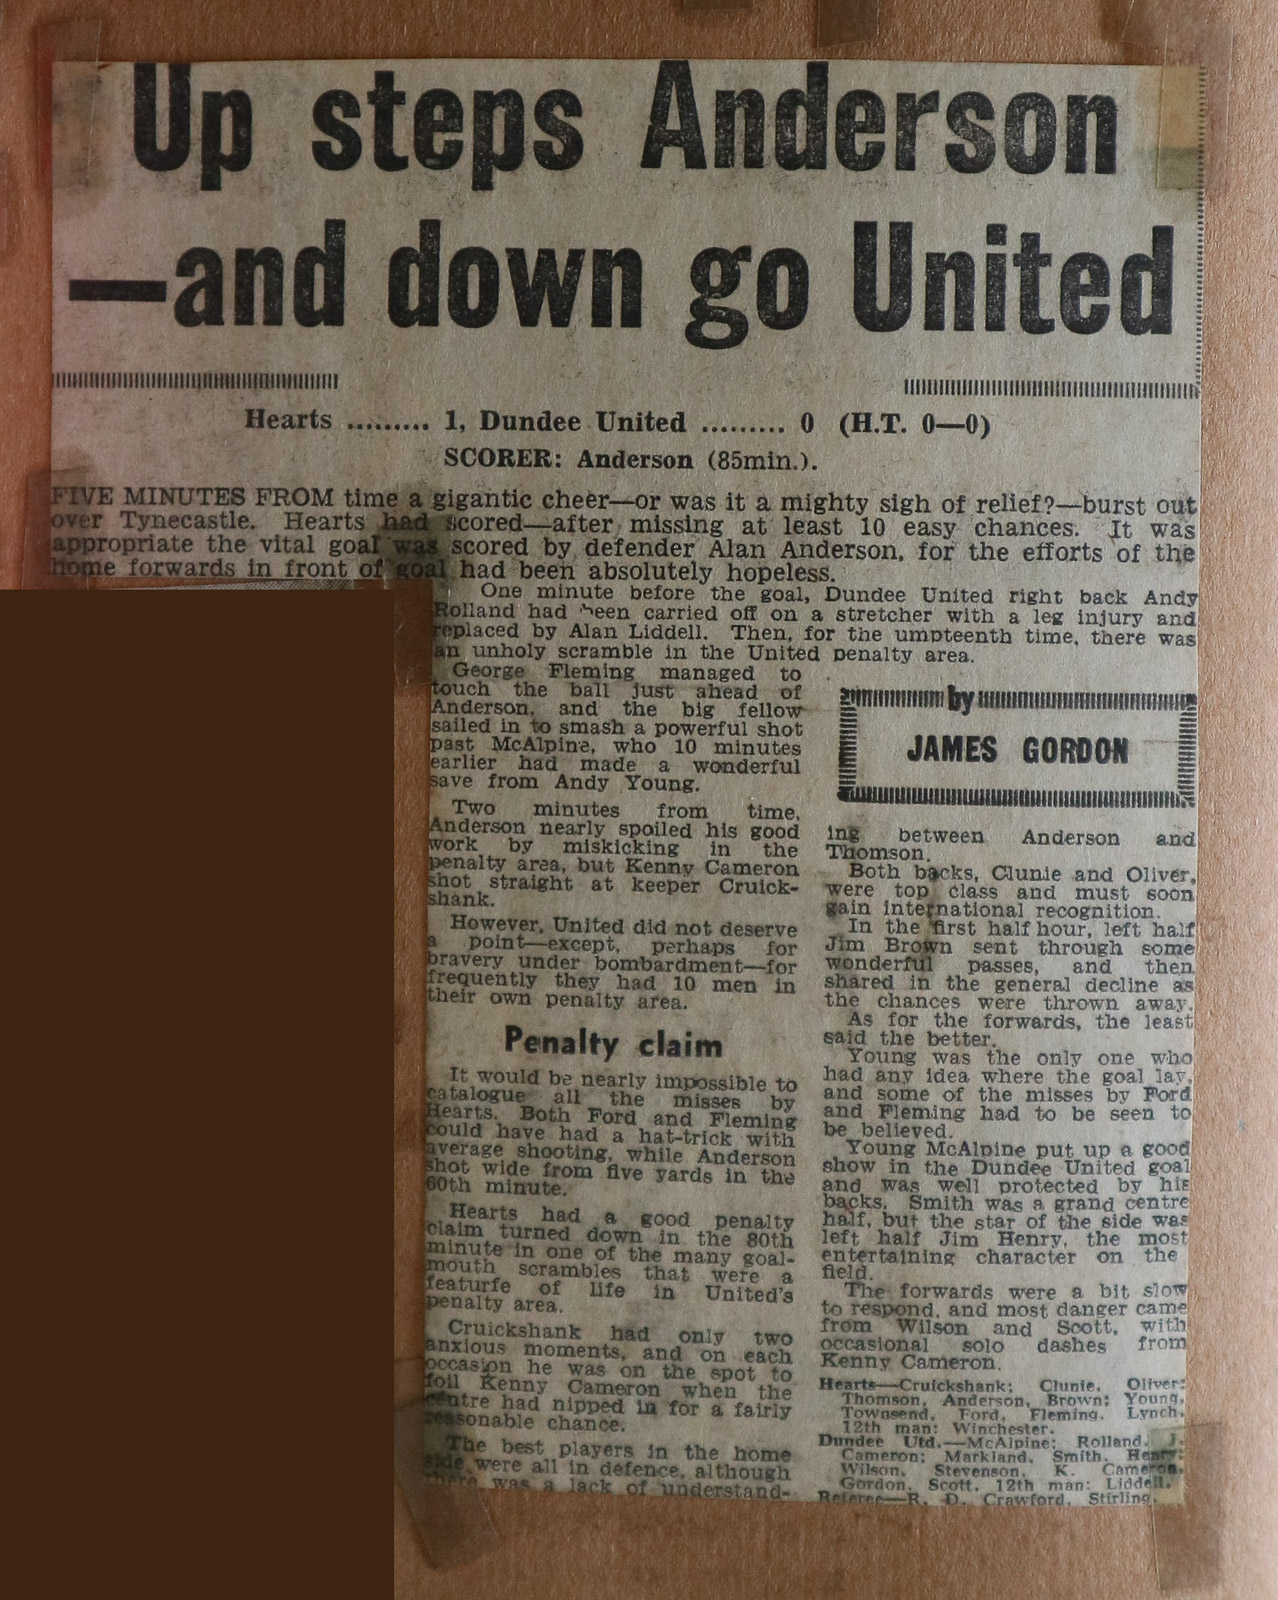 Up steps Anderson
—and down go United
Hearts ......... 1, Dundee United ......... 0 (H.T. 0—0)
SCORER: Anderson (85min.).
FIVE MINUTES FROM time a gigantic cheer—or was it a mighty sigh of relief?—burst out
over Tynecastle. Hearts had scored—after missing at least 10 easy chances. It was
appropriate the vital goal was scored by defender Alan Anderson, for the efforts of the
home forwards in front of goal had been absolutely hopeless.
One minute before the goal, Dundee United right back Andy
Rolland had been carried off on a stretcher with a leg injury and
replaced by Alan Liddell. Then, for the umpteenth time, there was
an unholy scramble in the United penalty area.
George Fleming managed to
touch the ball just ahead of
Anderson, and the big fellow
sailed in to smash a powerful shot
past McAlpine, who 10 minutes
earlier had made a wonderful
save from Andy Young.
Two minutes from time,
Anderson nearly spoiled his good
work by miskicking in the
penalty area, but Kenny Cameron
shot straight at keeper Cruick-
shank.
However, United did not deserve
a point—except, perhaps for
bravery under bombardment—for
frequently they had 10 men in
their own penalty area.
Penalty claim
It would be nearly impossible to
catalogue all the misses by
Hearts. Both Ford and Fleming
could have had a hat-trick with
average shooting, while Anderson
shot wide from five yards in the
60th minute.
Hearts had a good penalty
claim turned down in the 80th
minute in one of the many goal-
mouth scrambles that were a
featurfe of life in United's
penalty area.
Cruickshank had only two
anxious moments, and on each
occasion he was on the spot to
foil Kenny Cameron when the
centre had nipped in for a fairly
reasonable chance.
The best players in the home
side were all in defence, although
there was a lack of understand-
by
JAMES GORDON
ing between Anderson and
Thomson.
Both backs, Clunie and Oliver,
were top class and must soon
gain international recognition.
In the first half hour, left half
Jim Brown sent through some
wonderful passes, and then
shared in the general decline as
the chances were thrown away.
As for the forwards, the least
said the better.
Young was the only one who
had any idea where the goal lay,
and some of the misses by Ford
and Fleming had to be seen to
be believed.
Young McAlpine put up a good
show in the Dundee United goal
and was well protected by his
backs. Smith was a grand centre
half, but the star of the side was
left half Jim Henry, the most
entertaining character on the
field.
The forwards were a bit slow
to respond, and most danger came
from Wilson and Scott, with
occasional solo dashes from
Kenny Cameron.
Hearts—Cruickshank; Clunie, Oliver;
Thomson, Anderson, Brown; Young,
Townsend, Ford, Fleming, Lynch.
12th man: Winchester.
Dundee Utd.—McAlpine; Rolland, J.
Cameron; Markland, Smith, Henry;
Wilson, Stevenson, K. Cameron,
Gordon, Scott. 12th man: Liddell.
Referee—R. D. Crawford, Stirling.